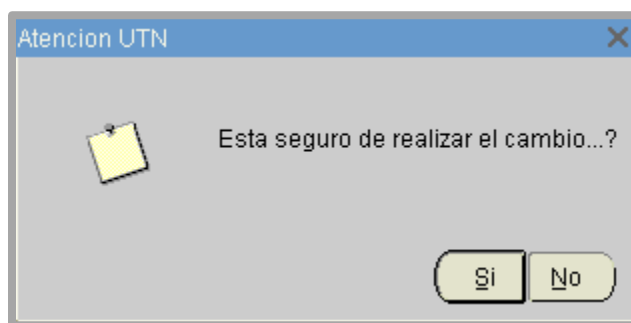 Atencion UTN
Esta seguro de realizar el cambio...?
Si No